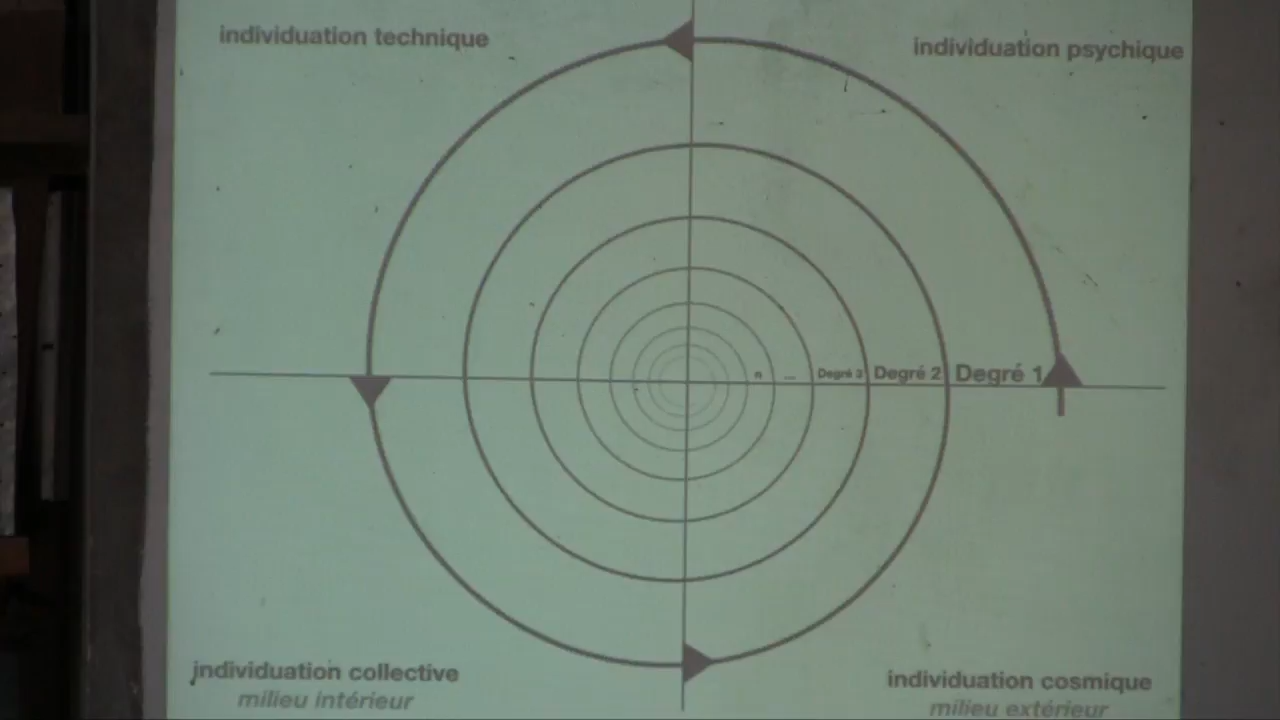 individuation technique
individuation psychique
n
...
Degré 3
Degré 2
Degré 1
individuation collective
milieu intérieur
individuation cosmique
milieu extérieur